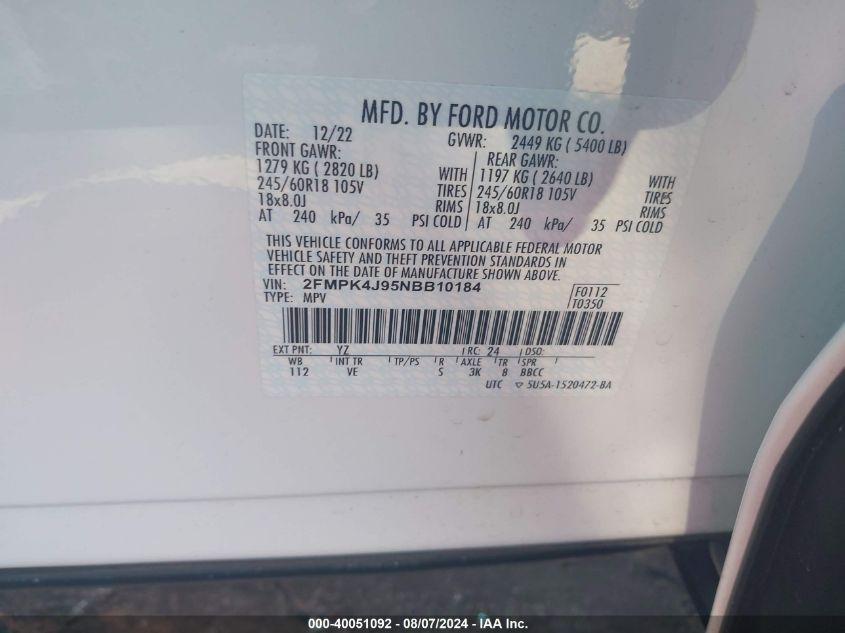 MFD. BY FORD MOTOR CO.
DATE: 12/22 GVWR: 2449 KG ( 5400 LB)
FRONT GAWR: REAR GAWR:
1279 KG ( 2820 LB) WITH 1197 KG ( 2640 LB) WITH
245/60R18 105V TIRES 245/60R18 105V TIRES
18x8.0J RIMS 18x8.0J RIMS
AT 240 kPa/ 35 PSI COLD AT 240 kPa/ 35 PSI COLD
THIS VEHICLE CONFORMS TO ALL APPLICABLE FEDERAL MOTOR
VEHICLE SAFETY AND THEFT PREVENTION STANDARDS IN
EFFECT ON THE DATE OF MANUFACTURE SHOWN ABOVE.
VIN: 2FMPK4J95NBB10184 F0112
TYPE: MPV T0350
EXT PNT: YZ RC: 24 DSO:
WB INT TR TP/PS R AXLE TR SPR
112 VE S 3K 8 BBCC
UTC ▽ 5U5A-1520472-BA
000-40051092 - 08/07/2024 - IAA Inc.